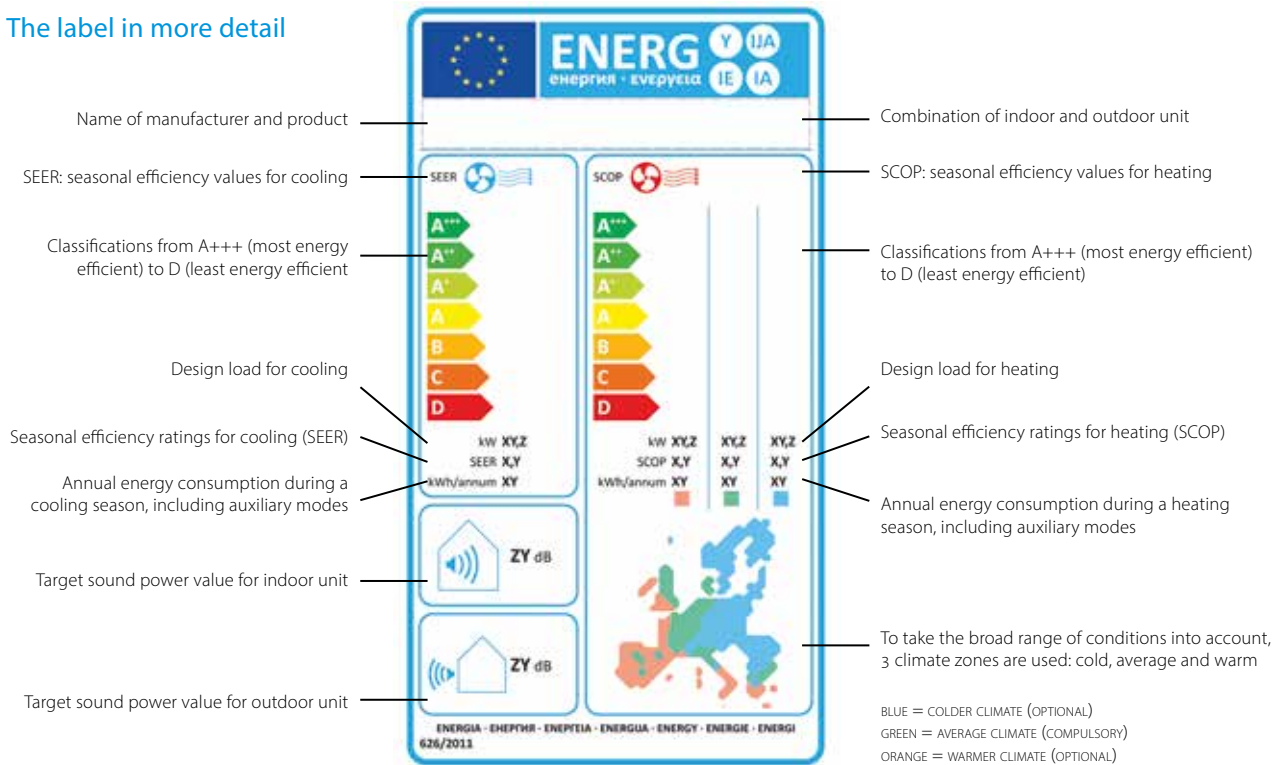 The label in more detail
ENERG
енергия · ενεργεια
Y
IJA
IE
IA
Name of manufacturer and product
Combination of indoor and outdoor unit
SEER: seasonal efficiency values for cooling
SEER
SCOP
SCOP: seasonal efficiency values for heating
Classifications from A+++ (most energy
efficient) to D (least energy efficient
A+++
A++
A+
A
B
C
D
A+++
A++
A+
A
B
C
D
Classifications from A+++ (most energy efficient)
to D (least energy efficient)
Design load for cooling
Seasonal efficiency ratings for cooling (SEER)
Annual energy consumption during a
cooling season, including auxiliary modes
kW XY,Z
SEER X,Y
kWh/annum XY
kW XY,Z XY,Z XY,Z
SCOP X,Y X,Y X,Y
kWh/annum XY XY XY
Design load for heating
Seasonal efficiency ratings for heating (SCOP)
Annual energy consumption during a heating
season, including auxiliary modes
Target sound power value for indoor unit
ZY dB
Target sound power value for outdoor unit
ZY dB
To take the broad range of conditions into account,
3 climate zones are used: cold, average and warm
BLUE = COLDER CLIMATE (OPTIONAL)
GREEN = AVERAGE CLIMATE (COMPULSORY)
ORANGE = WARMER CLIMATE (OPTIONAL)
ENERGIA · ЕНЕРГИЯ · ΕΝΕΡΓΕΙΑ · ENERGIJA · ENERGY · ENERGIE · ENERGI
626/2011